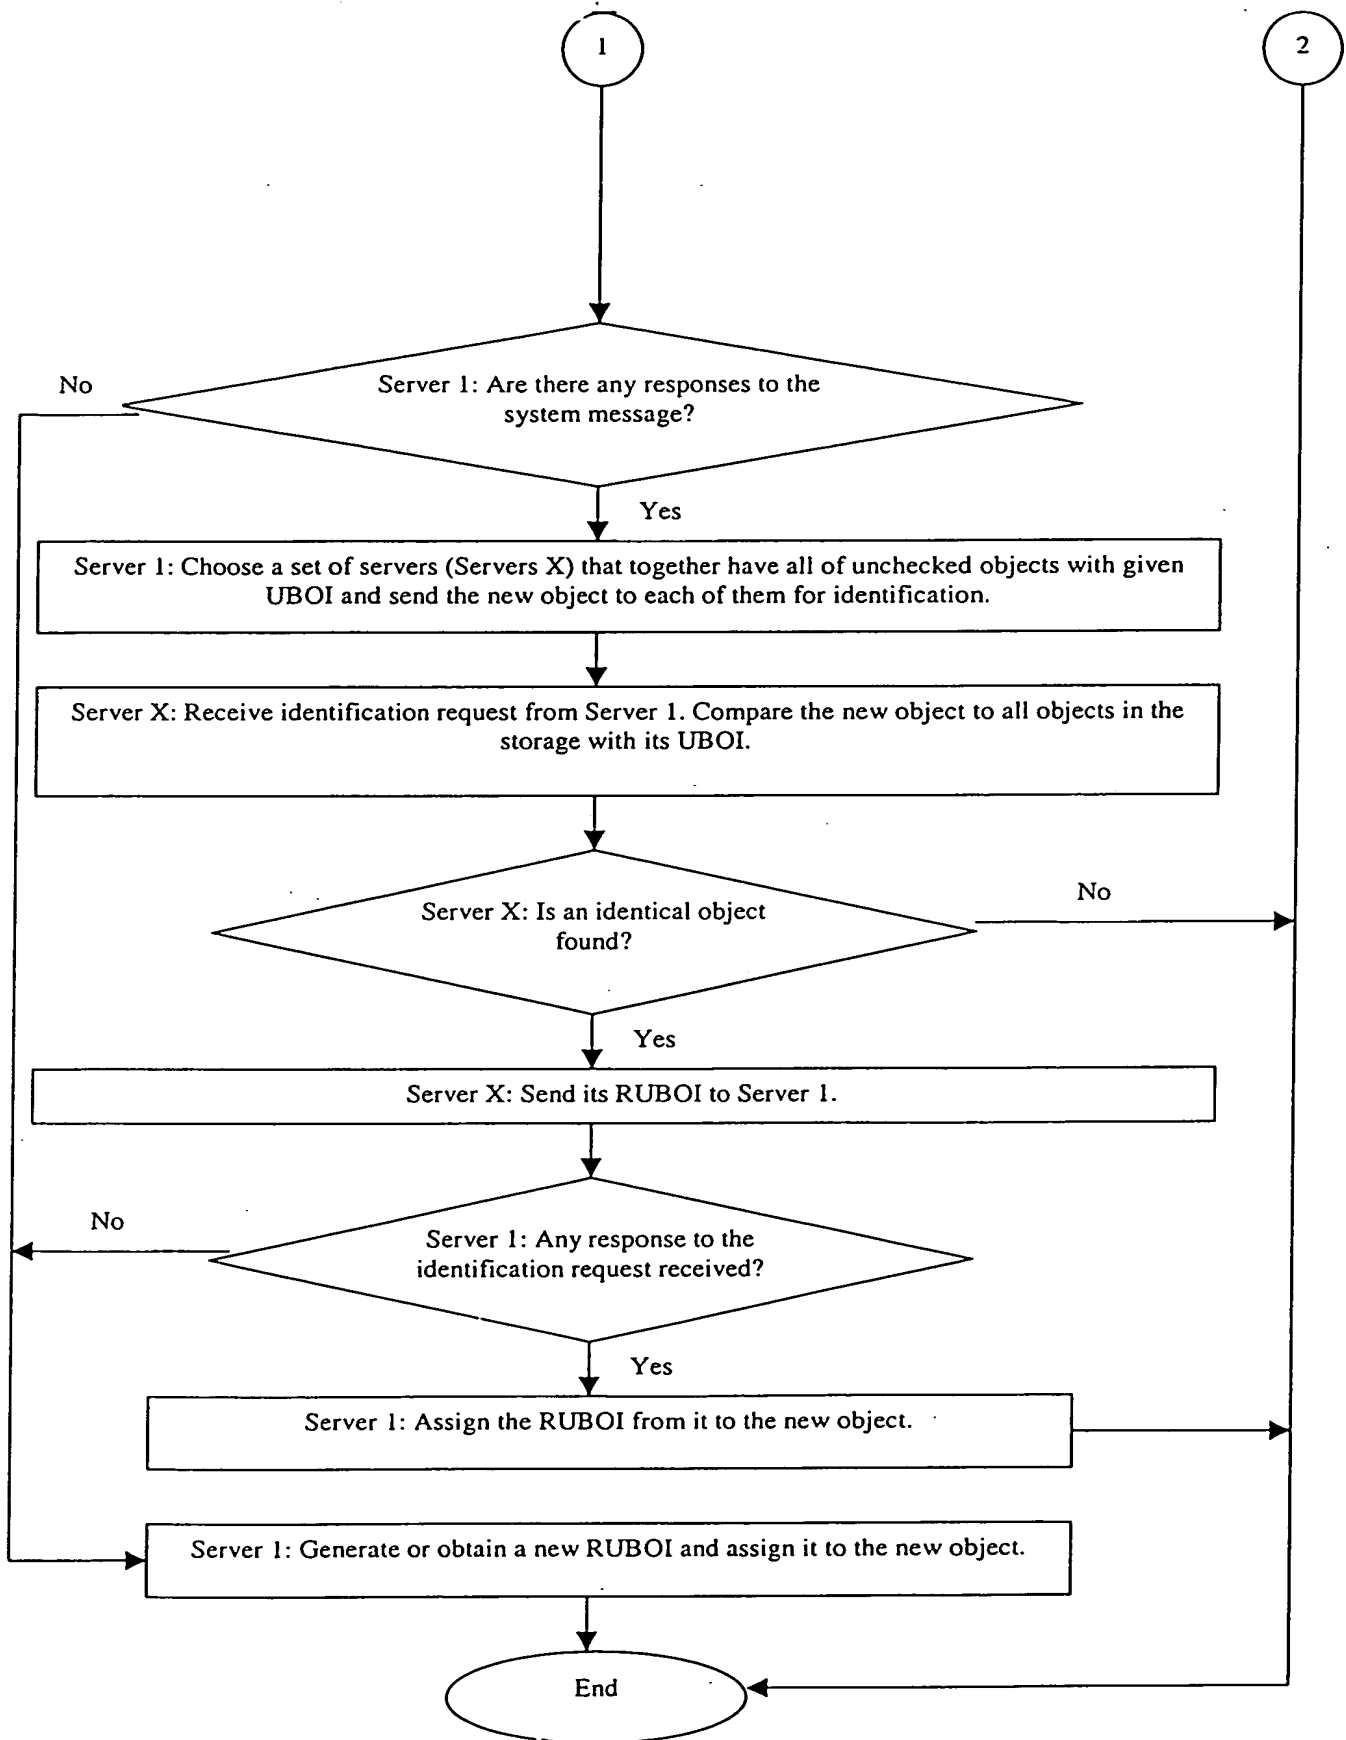 1
2
No
Server 1: Are there any responses to the
system message?
Yes
Server 1: Choose a set of servers (Servers X) that together have all of unchecked objects with given
UBOI and send the new object to each of them for identification.
Server X: Receive identification request from Server 1. Compare the new object to all objects in the
storage with its UBOI.
Server X: Is an identical object
found?
No
Yes
Server X: Send its RUBOI to Server 1.
No
Server 1: Any response to the
identification request received?
Yes
Server 1: Assign the RUBOI from it to the new object.
Server 1: Generate or obtain a new RUBOI and assign it to the new object.
End